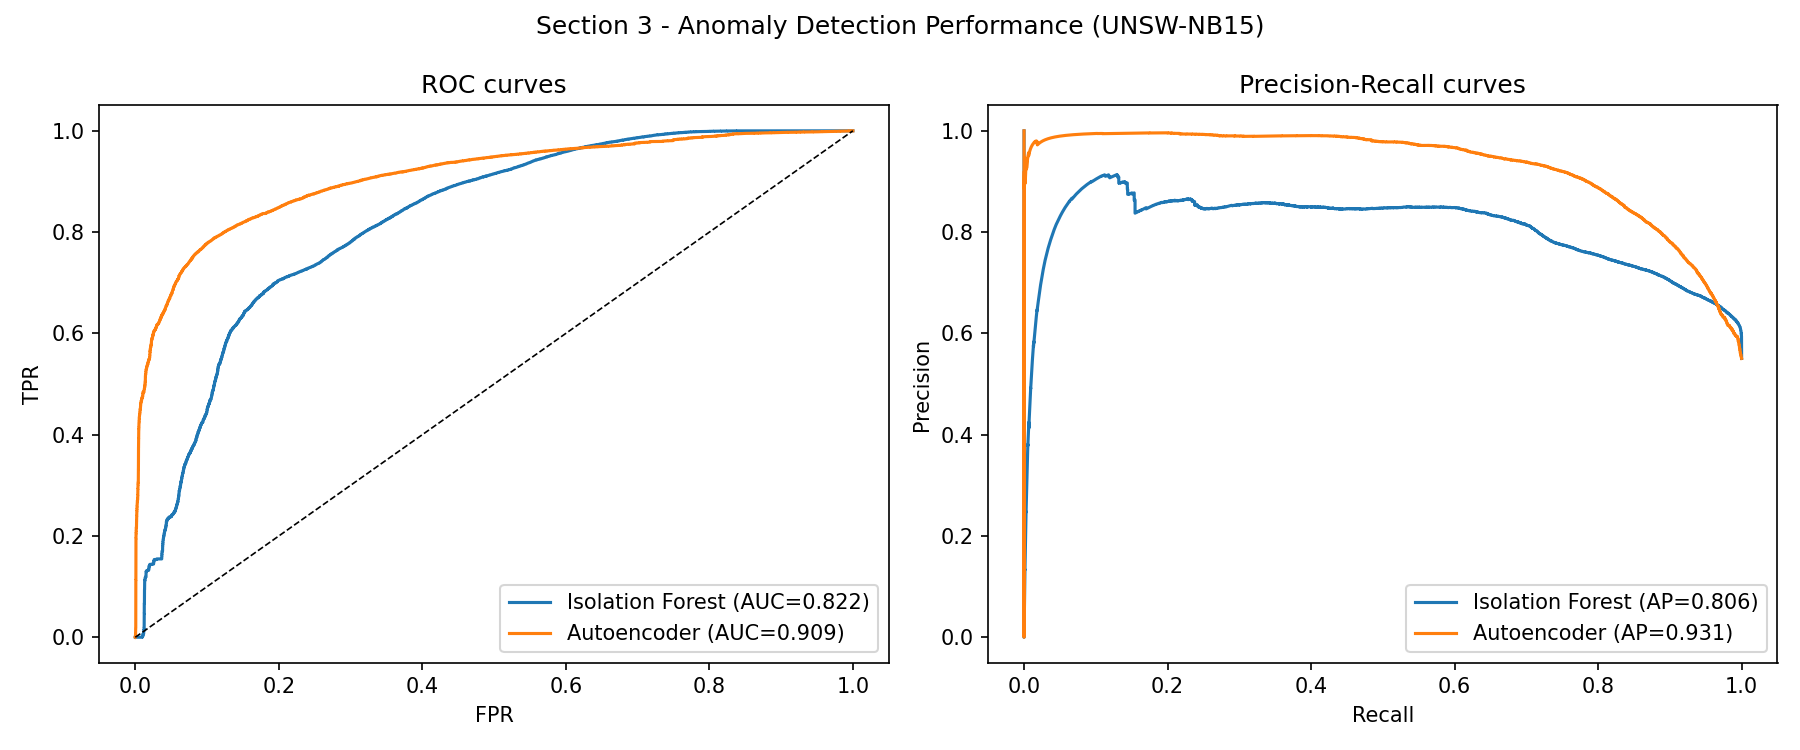 Section 3 - Anomaly Detection Performance (UNSW-NB15)
ROC curves
1.0
0.8
0.6
0.4
0.2
0.0
TPR
0.0 0.2 0.4 0.6 0.8 1.0
FPR
Isolation Forest (AUC=0.822)
Autoencoder (AUC=0.909)
Precision-Recall curves
1.0
0.8
0.6
0.4
0.2
0.0
Precision
0.0 0.2 0.4 0.6 0.8 1.0
Recall
Isolation Forest (AP=0.806)
Autoencoder (AP=0.931)